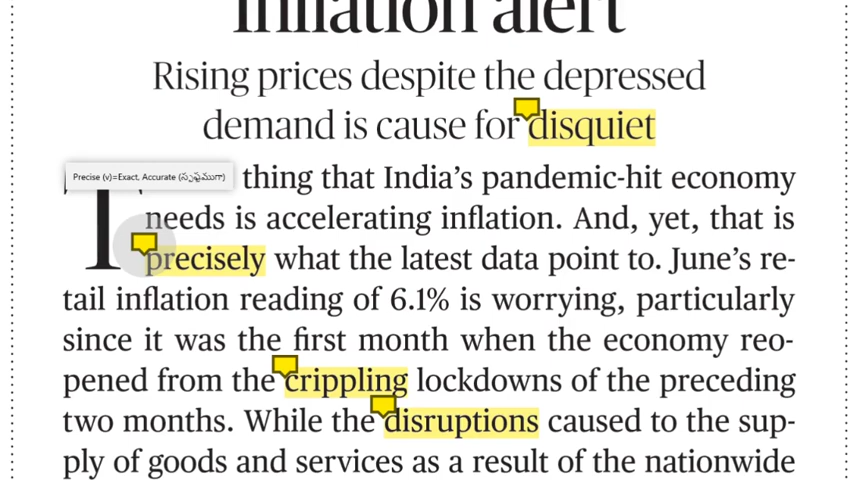 Inflation alert
Rising prices despite the depressed
demand is cause for disquiet
Precise (v)=Exact, Accurate (స్పష్టముగా)
T
thing that India's pandemic-hit economy
needs is accelerating inflation. And, yet, that is
precisely what the latest data point to. June's re-
tail inflation reading of 6.1% is worrying, particularly
since it was the first month when the economy reo-
pened from the crippling lockdowns of the preceding
two months. While the disruptions caused to the sup-
ply of goods and services as a result of the nationwide